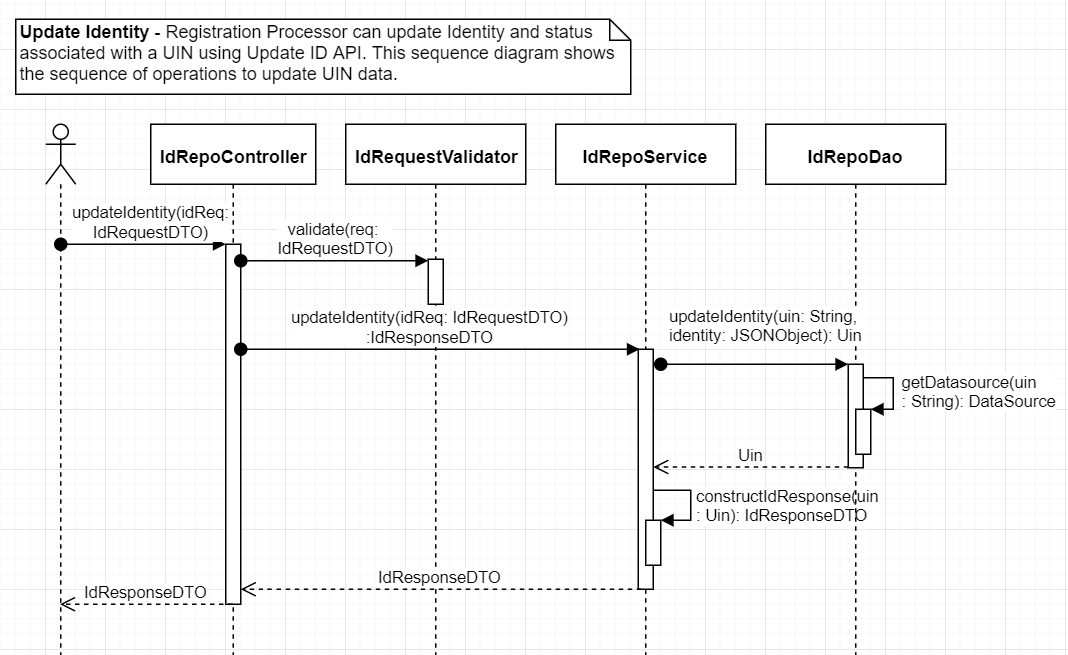 Update Identity - Registration Processor can update Identity and status
associated with a UIN using Update ID API. This sequence diagram shows
the sequence of operations to update UIN data.
IdRepoController
IdRequestValidator
IdRepoService
IdRepoDao
updateIdentity(idReq:
IdRequestDTO)
validate(req:
IdRequestDTO)
updateIdentity(idReq: IdRequestDTO)
:IdResponseDTO
updateIdentity(uin: String,
identity: JSONObject): Uin
getDatasource(uin
: String): DataSource
Uin
constructIdResponse(uin
: Uin): IdResponseDTO
IdResponseDTO
IdResponseDTO